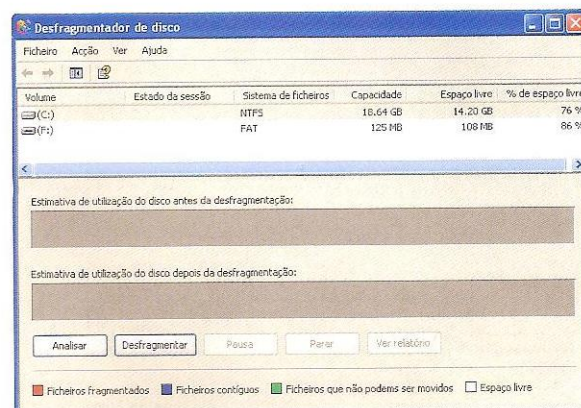 Desfragmentador de disco
Ficheiro Acção Ver Ajuda
Volume Estado da sessão Sistema de ficheiros Capacidade Espaço livre % de espaço livre
(C:) NTFS 18.64 GB 14.20 GB 76 %
(F:) FAT 125 MB 108 MB 86 %
Estimativa de utilização do disco antes da desfragmentação:
Estimativa de utilização do disco depois da desfragmentação:
Analisar Desfragmentar Pausa Parar Ver relatório
Ficheiros fragmentados Ficheiros contíguos Ficheiros que não podems ser movidos Espaço livre